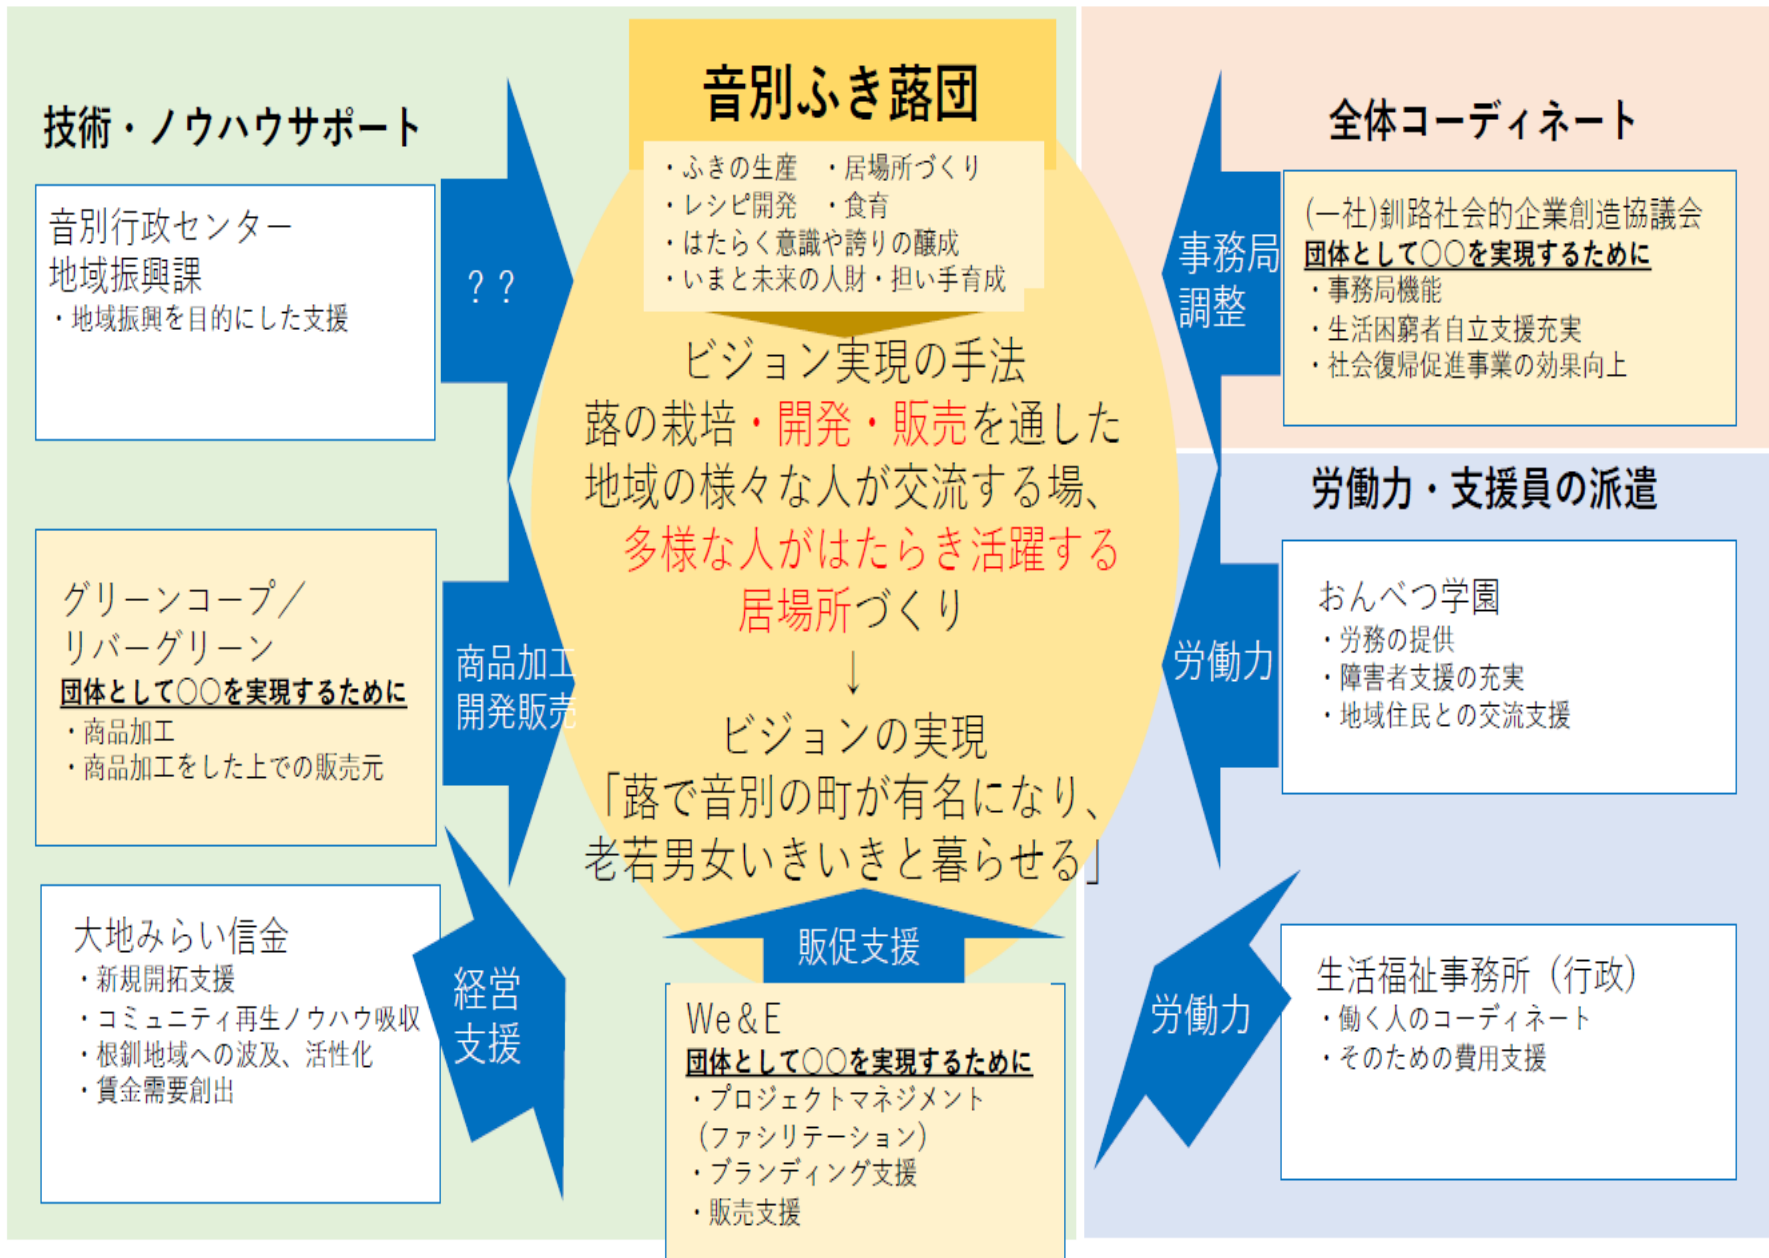 音別ふき蕗団
・ふきの生産　・居場所づくり
・レシピ開発　・食育
・はたらく意識や誇りの醸成
・いまと未来の人財・担い手育成
技術・ノウハウサポート
音別行政センター
地域振興課
・地域振興を目的にした支援
？？
グリーンコープ／
リバーグリーン
団体として〇〇を実現するために
・商品加工
・商品加工をした上での販売元
商品加工
開発販売
大地みらい信金
・新規開拓支援
・コミュニティ再生ノウハウ吸収
・根釧地域への波及、活性化
・賃金需要創出
経営
支援
ビジョン実現の手法
蕗の栽培・開発・販売を通した
地域の様々な人が交流する場、
多様な人がはたらき活躍する
居場所づくり
↓
ビジョンの実現
「蕗で音別の町が有名になり、
老若男女いきいきと暮らせる」
販促支援
We＆E
団体として〇〇を実現するために
・プロジェクトマネジメント
（ファシリテーション）
・ブランディング支援
・販売支援
全体コーディネート
(一社)釧路社会的企業創造協議会
団体として〇〇を実現するために
・事務局機能
・生活困窮者自立支援充実
・社会復帰促進事業の効果向上
事務局
調整
労働力・支援員の派遣
おんべつ学園
・労務の提供
・障害者支援の充実
・地域住民との交流支援
労働力
生活福祉事務所（行政）
・働く人のコーディネート
・そのための費用支援
労働力